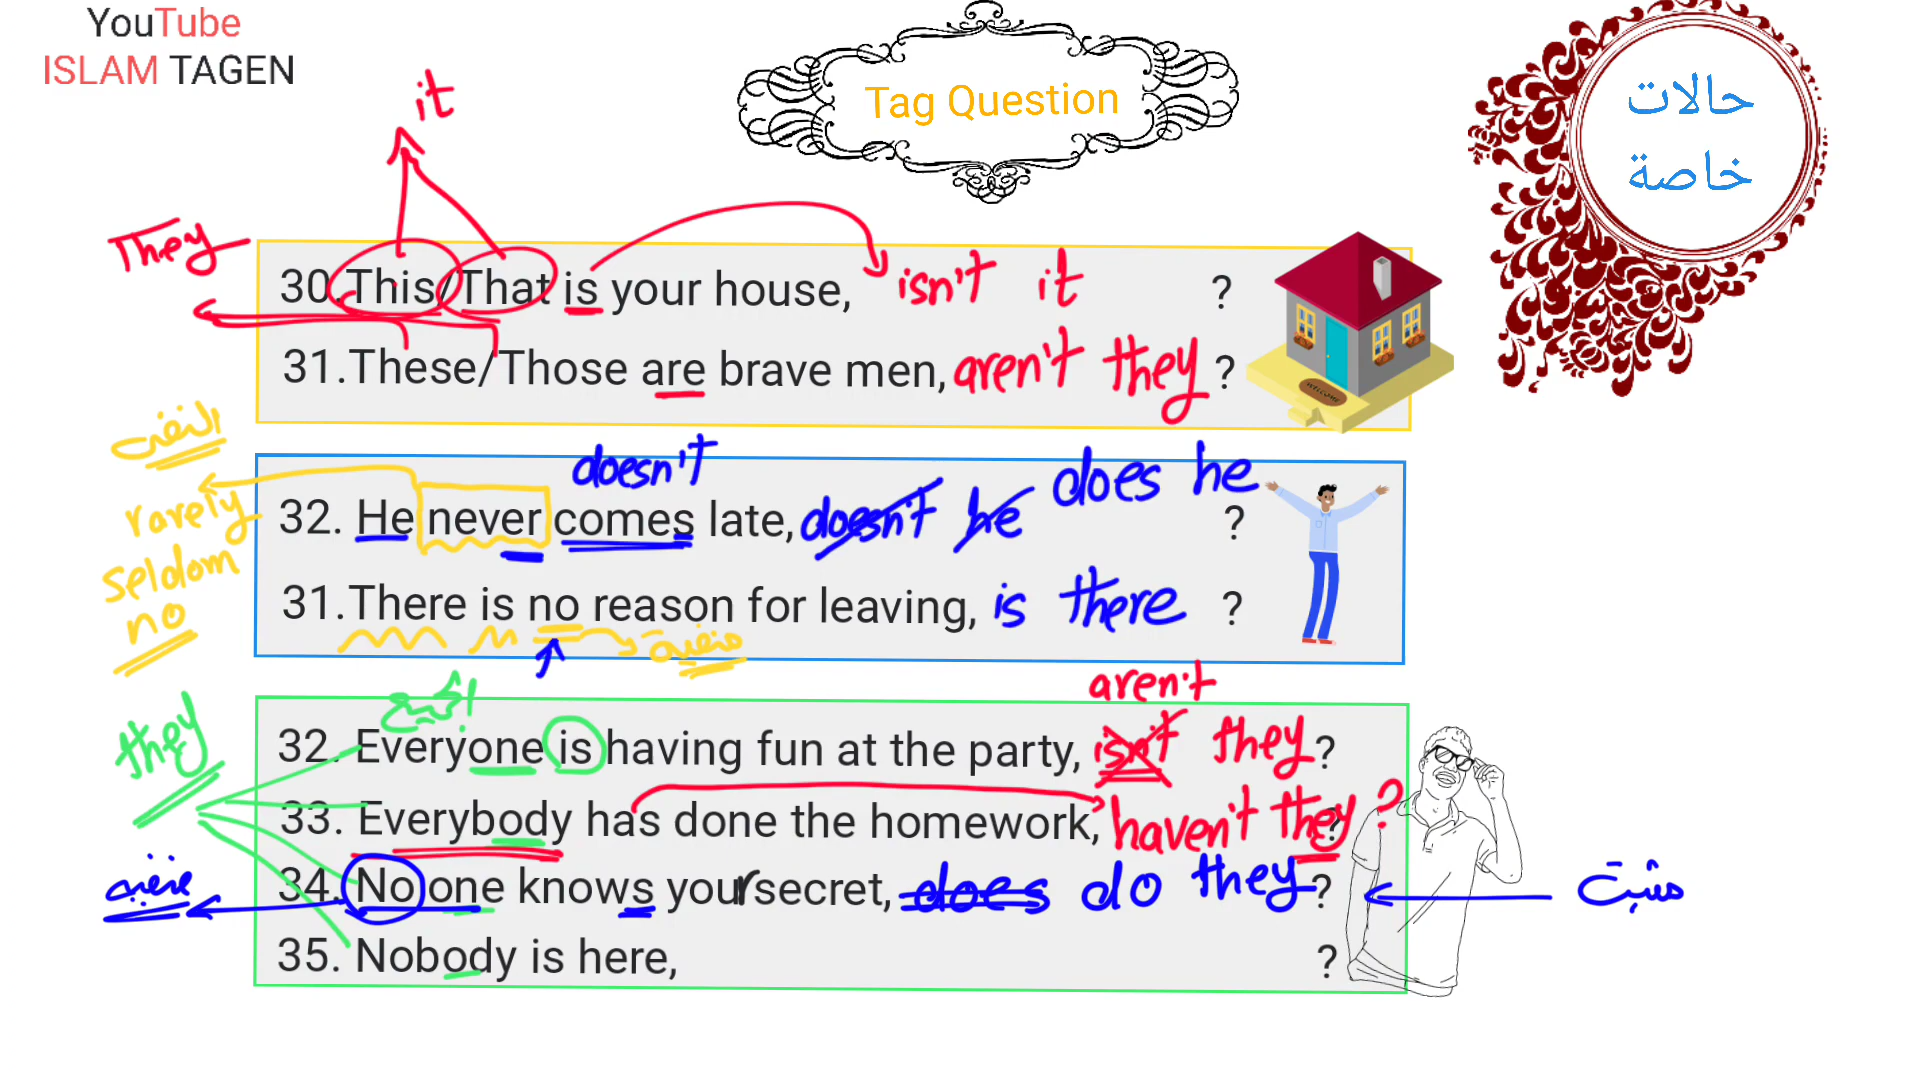 YouTube
ISLAM TAGEN
Tag Question
حالات
خاصة
it
They
30.This/That is your house, isn't it ?
31.These/Those are brave men, aren't they ?
النفي
rarely
seldom
no
doesn't
does he
32. He never comes late, doesn't he ?
31.There is no reason for leaving, is there ?
منفية
they
aren't
32. Everyone is having fun at the party, isn't they ?
33. Everybody has done the homework, haven't they ?
34. No one knows your secret, does do they ?
منفي
مثبت
35. Nobody is here, ?